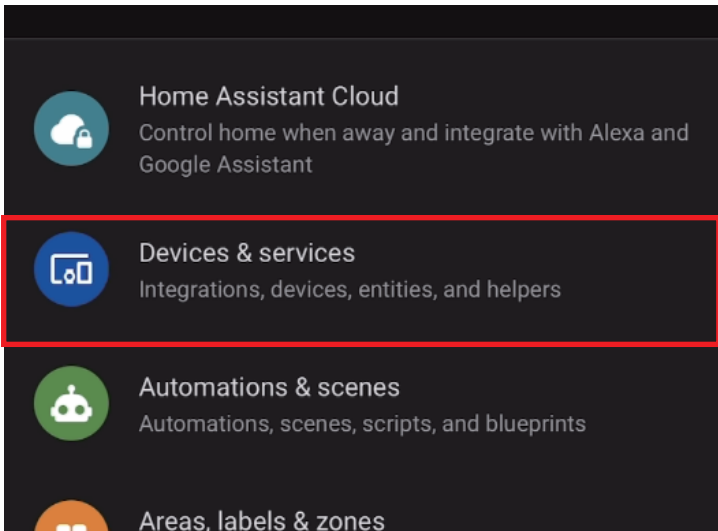 Home Assistant Cloud
Control home when away and integrate with Alexa and
Google Assistant
Devices & services
Integrations, devices, entities, and helpers
Automations & scenes
Automations, scenes, scripts, and blueprints
Areas, labels & zones